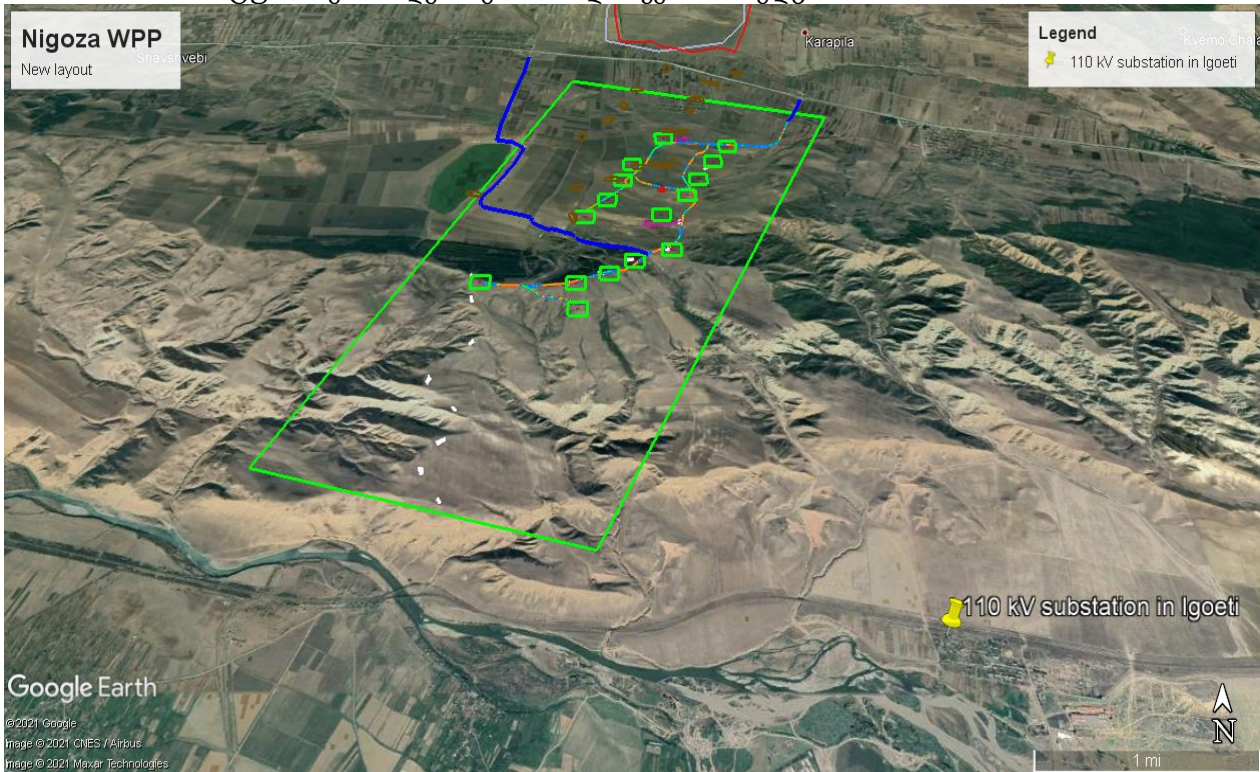 Nigoza WPP
New layout
Shavshvebi
Karapila
Legend
110 kV substation in Igoeti
110 kV substation in Igoeti
Google Earth
©2021 Google
Image © 2021 CNES / Airbus
Image © 2021 Maxar Technologies
N
1 mi